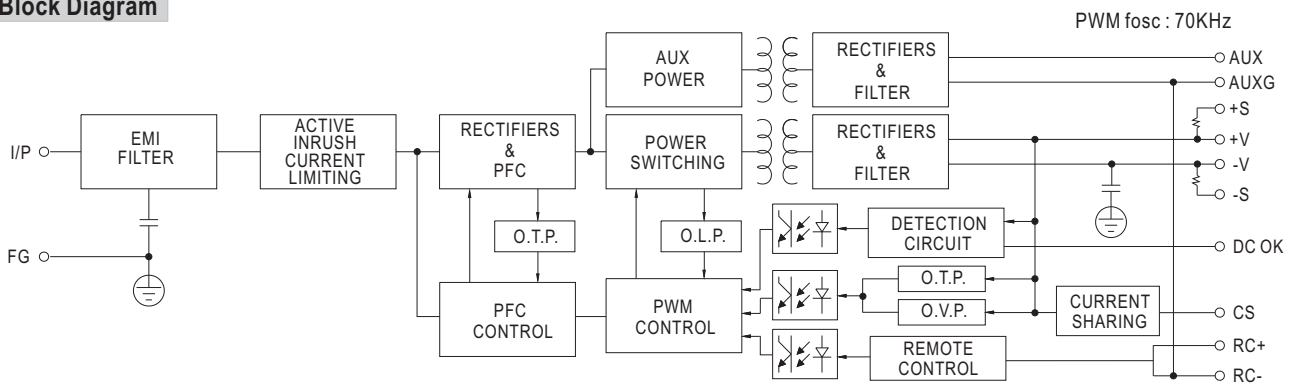 Block Diagram
PWM fosc : 70KHz
AUX
POWER
RECTIFIERS
&
FILTER
AUX
AUXG
+S
I/P
EMI
FILTER
ACTIVE
INRUSH
CURRENT
LIMITING
RECTIFIERS
&
PFC
POWER
SWITCHING
RECTIFIERS
&
FILTER
+V
-V
-S
FG
O.T.P.
O.L.P.
DETECTION
CIRCUIT
DC OK
PFC
CONTROL
PWM
CONTROL
O.T.P.
O.V.P.
CURRENT
SHARING
CS
REMOTE
CONTROL
RC+
RC-